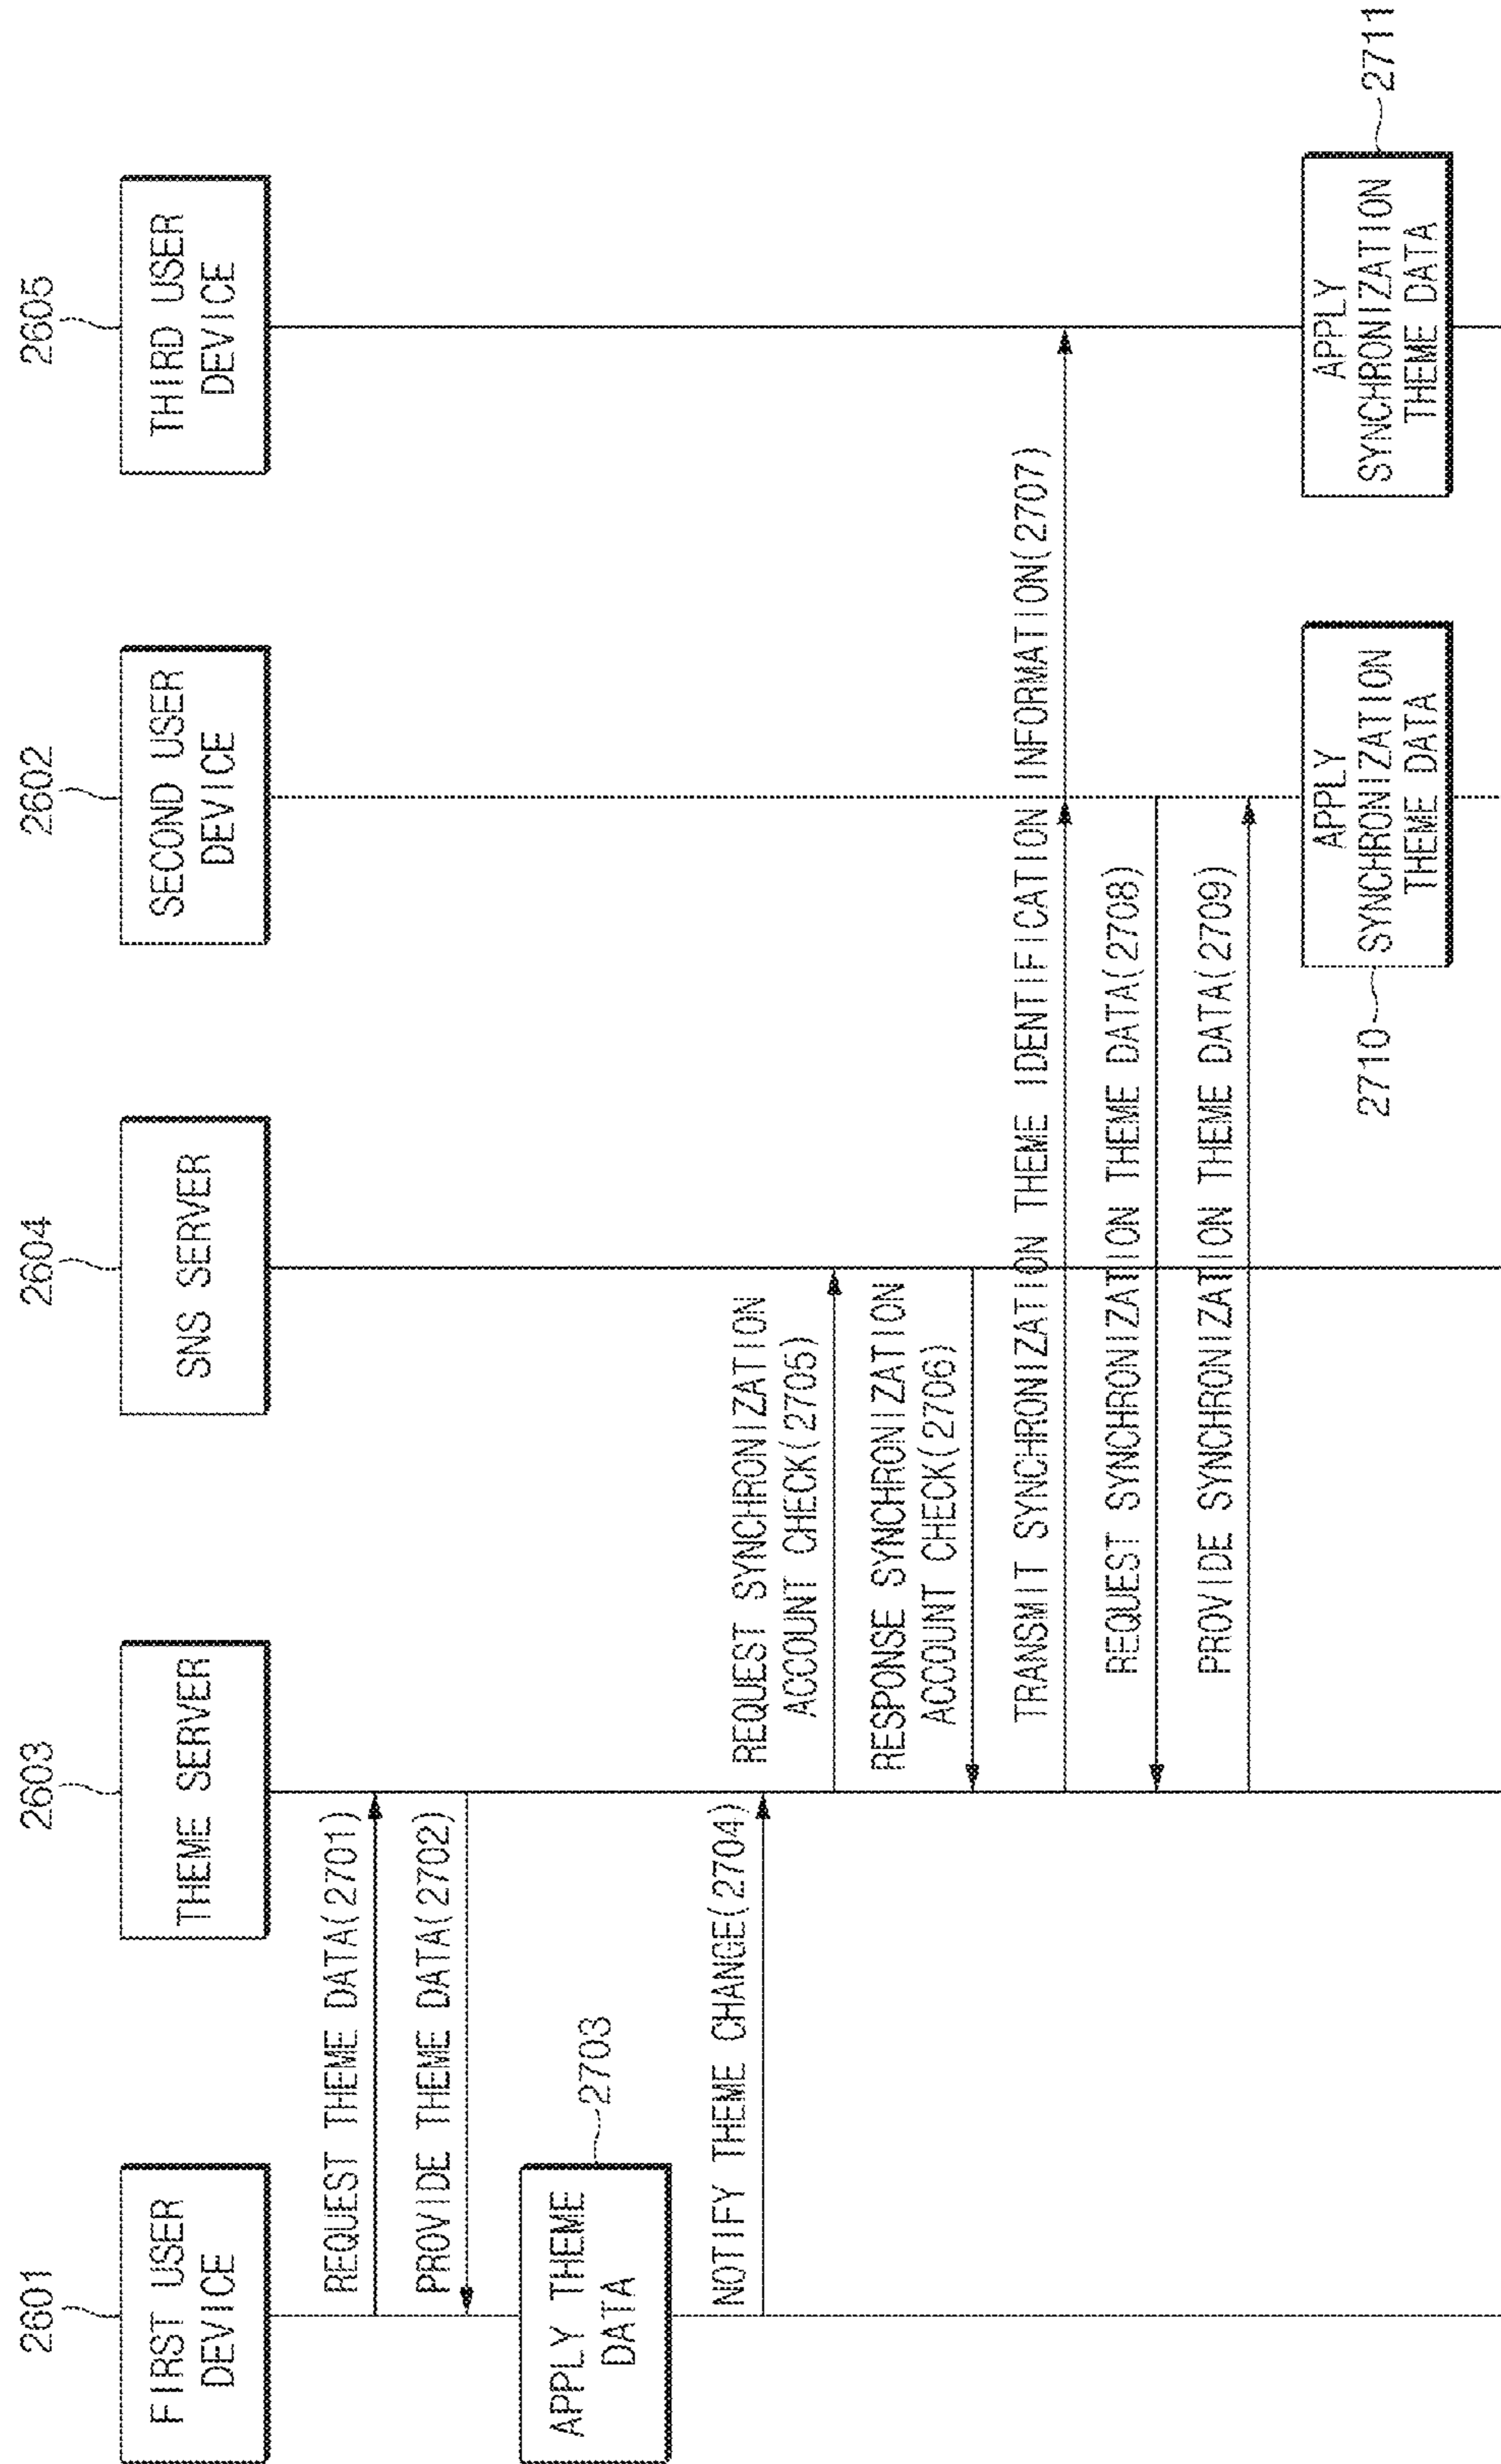 2601
FIRST USER
DEVICE
2603
THEME SERVER
2604
SNS SERVER
2602
SECOND USER
DEVICE
2605
THIRD USER
DEVICE
REQUEST THEME DATA(2701)
PROVIDE THEME DATA(2702)
APPLY THEME
DATA
2703
NOTIFY THEME CHANGE(2704)
REQUEST SYNCHRONIZATION
ACCOUNT CHECK(2705)
RESPONSE SYNCHRONIZATION
ACCOUNT CHECK(2706)
TRANSMIT SYNCHRONIZATION THEME IDENTIFICATION INFORMATION(2707)
REQUEST SYNCHRONIZATION THEME DATA(2708)
PROVIDE SYNCHRONIZATION THEME DATA(2709)
2710
APPLY
SYNCHRONIZATION
THEME DATA
APPLY
SYNCHRONIZATION
THEME DATA
2711